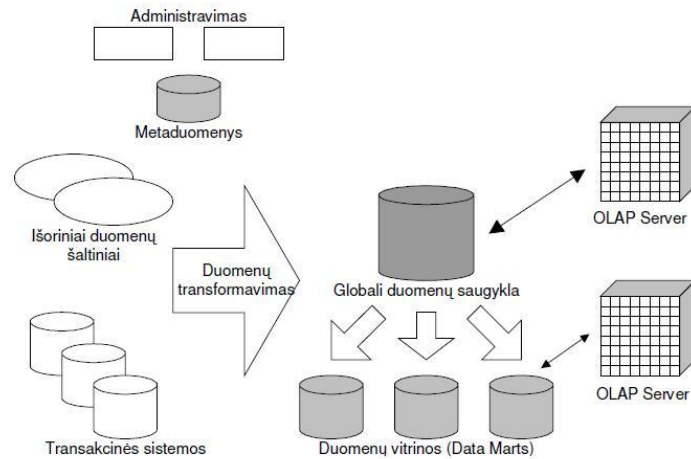 Administravimas
Metaduomenys
Išoriniai duomenų
šaltiniai
Duomenų
transformavimas
Globali duomenų saugykla
OLAP Server
OLAP Server
Transakcinės sistemos
Duomenų vitrinos (Data Marts)